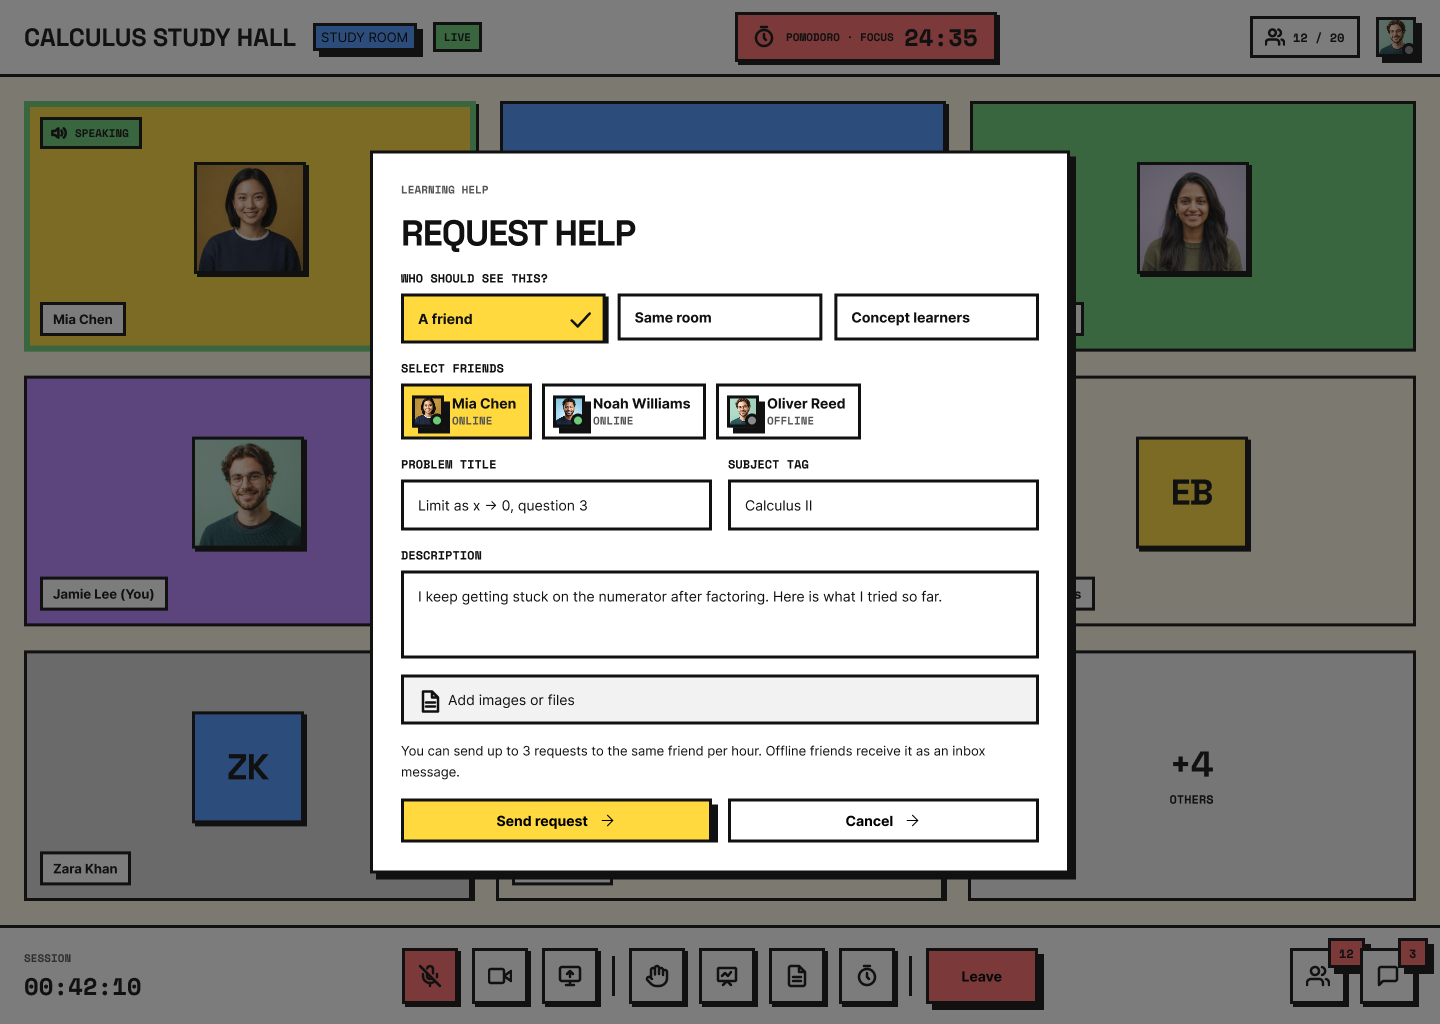 CALCULUS STUDY HALL
STUDY ROOM
LIVE
POMODORO · FOCUS 24:35
12 / 20
SPEAKING
Mia Chen
LEARNING HELP
REQUEST HELP
WHO SHOULD SEE THIS?
A friend
Same room
Concept learners
SELECT FRIENDS
Mia Chen
ONLINE
Noah Williams
ONLINE
Oliver Reed
OFFLINE
PROBLEM TITLE
SUBJECT TAG
Limit as x → 0, question 3
Calculus II
DESCRIPTION
I keep getting stuck on the numerator after factoring. Here is what I tried so far.
Add images or files
You can send up to 3 requests to the same friend per hour. Offline friends receive it as an inbox
message.
Send request →
Cancel →
Jamie Lee (You)
EB
s
ZK
Zara Khan
+4
OTHERS
SESSION
00:42:10
Leave
12
3